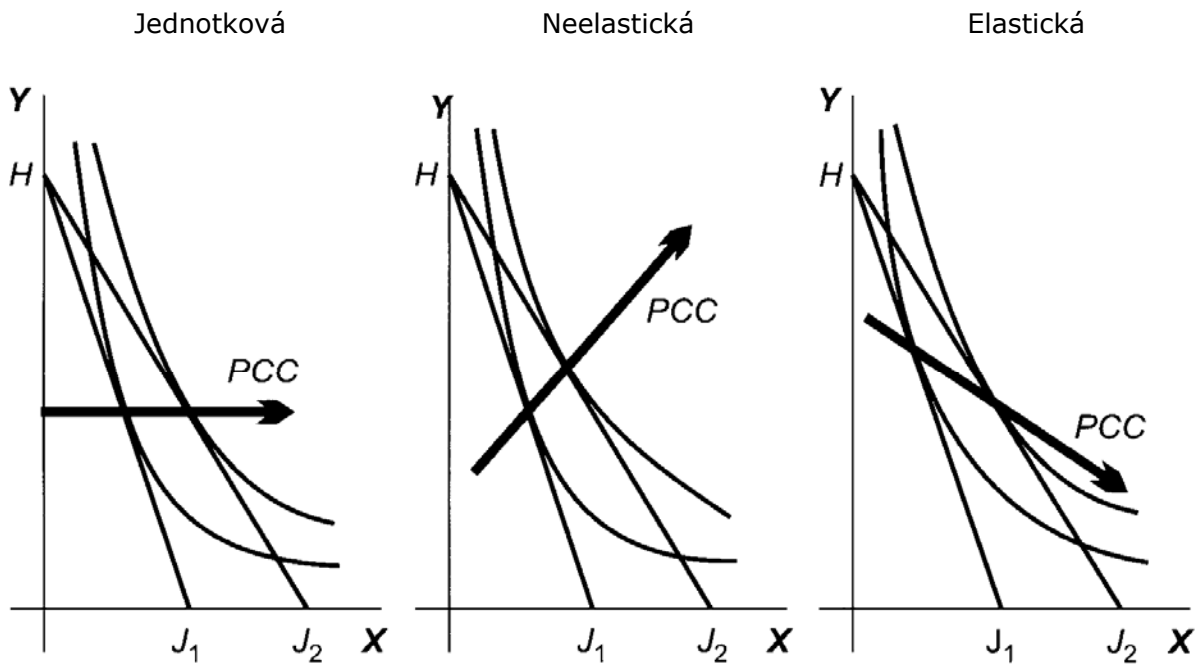 Jednotková
Neelastická
Elastická
Y
H
PCC
J1
J2
X
Y
H
PCC
J1
J2
X
Y
H
PCC
J1
J2
X